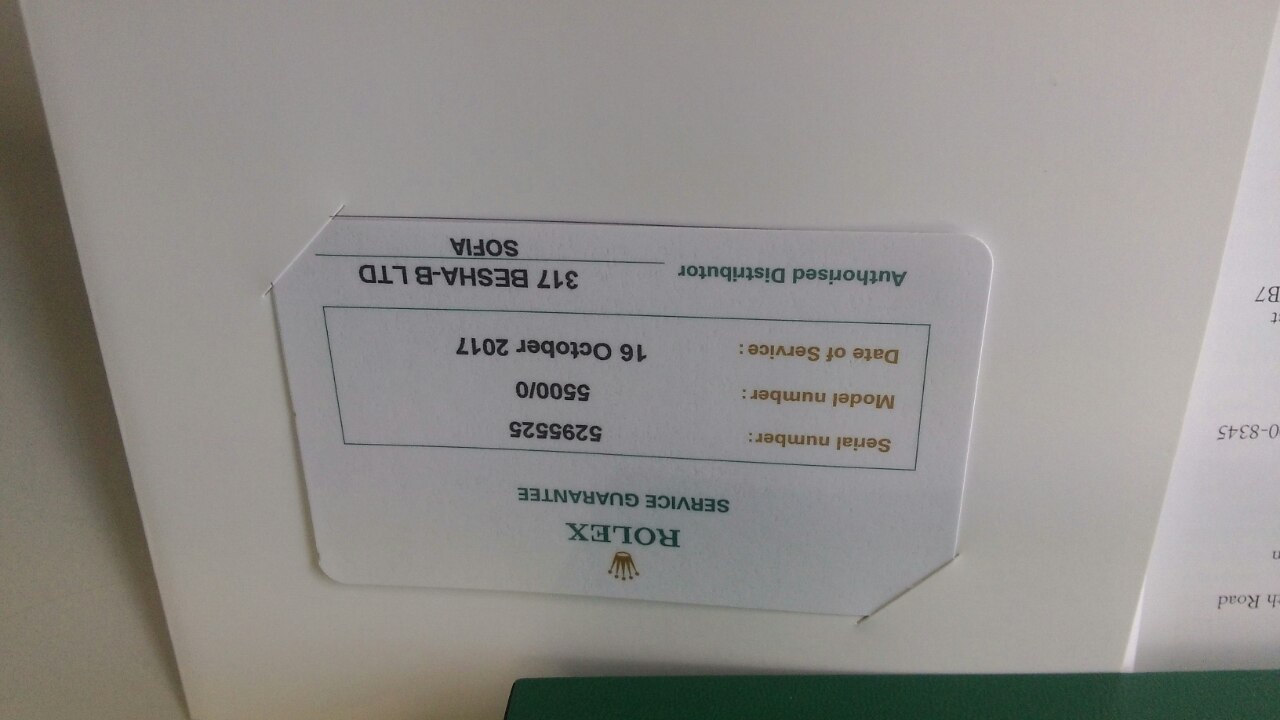 ROLEX
SERVICE GUARANTEE
Serial number: 5295525
Model number: 5500/0
Date of Service: 16 October 2017
Authorised Distributor 317 BESHA-B LTD
SOFIA
ch Road
0-8345
B7